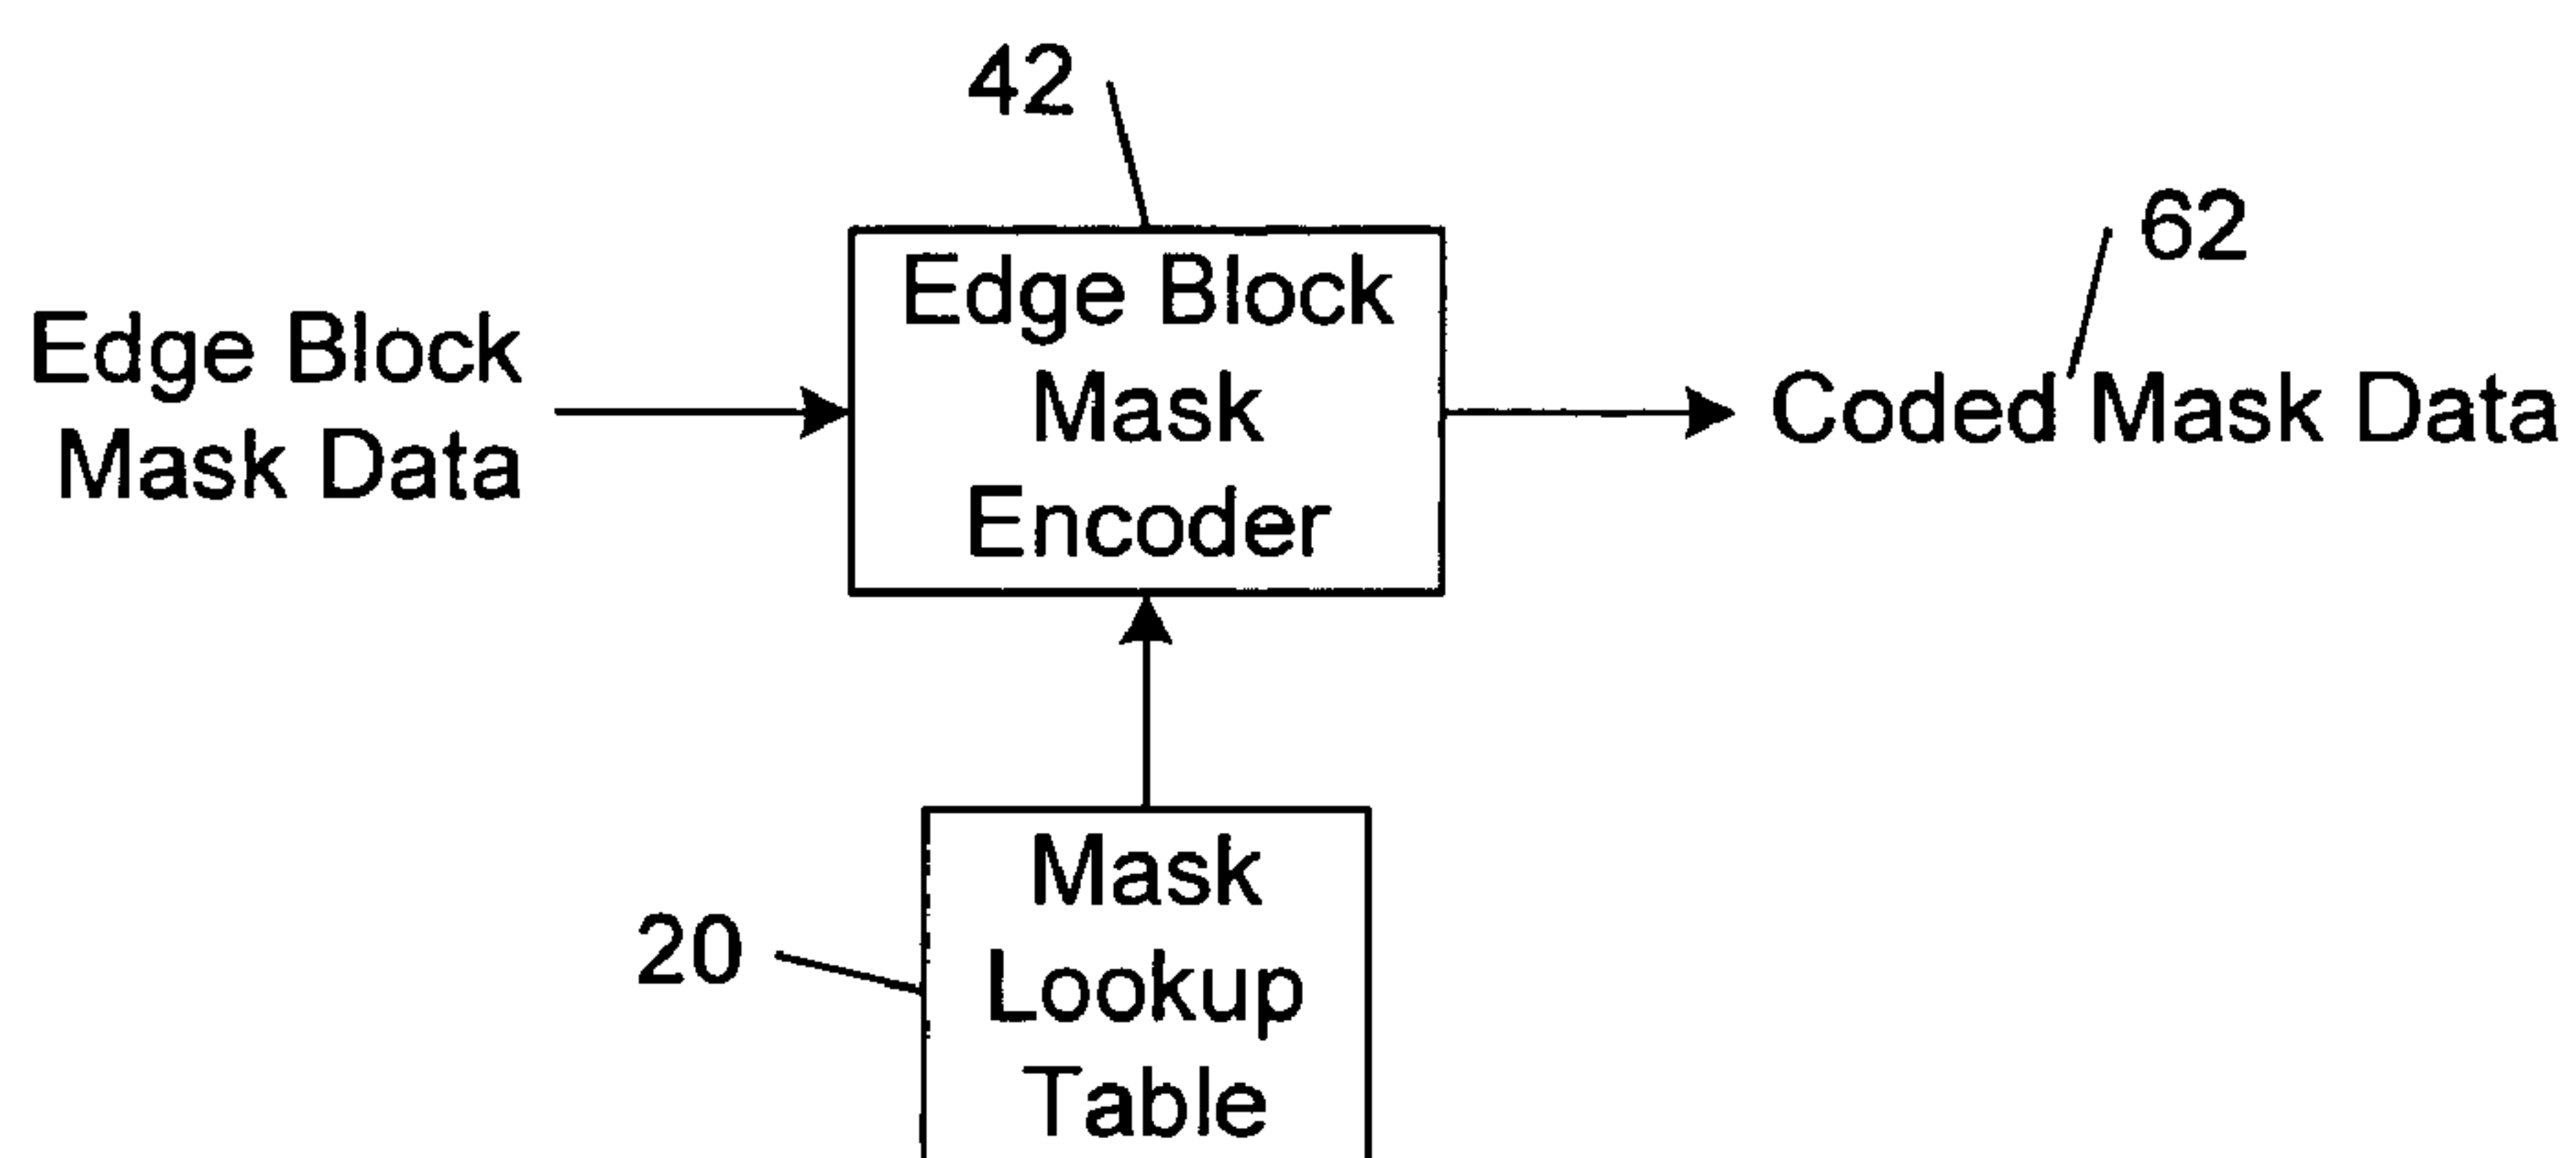 42
62
Edge Block
Mask Data
Edge Block
Mask
Encoder
Coded Mask Data
20
Mask
Lookup
Table